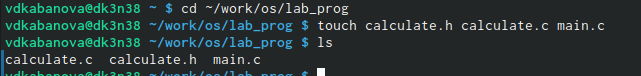 vdkabanova@dk3n38 ~ $ cd ~/work/os/lab_prog
vdkabanova@dk3n38 ~/work/os/lab_prog $ touch calculate.h calculate.c main.c
vdkabanova@dk3n38 ~/work/os/lab_prog $ ls
calculate.c  calculate.h  main.c
vdkabanova@dk3n38 ~/work/os/lab_prog $